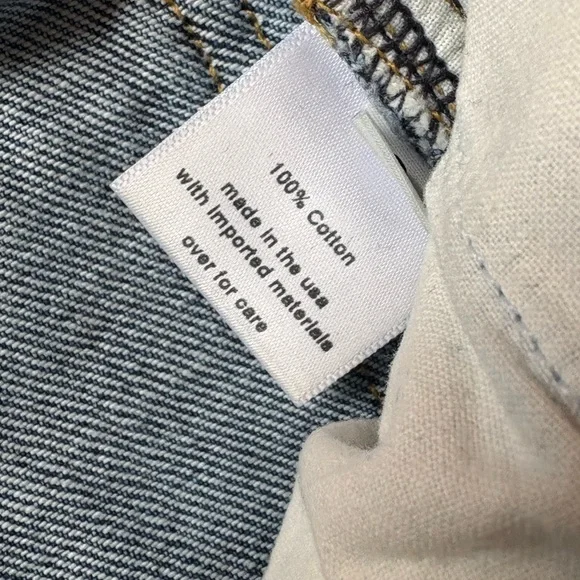 100% Cotton
made in the usa
with imported materials
over for care